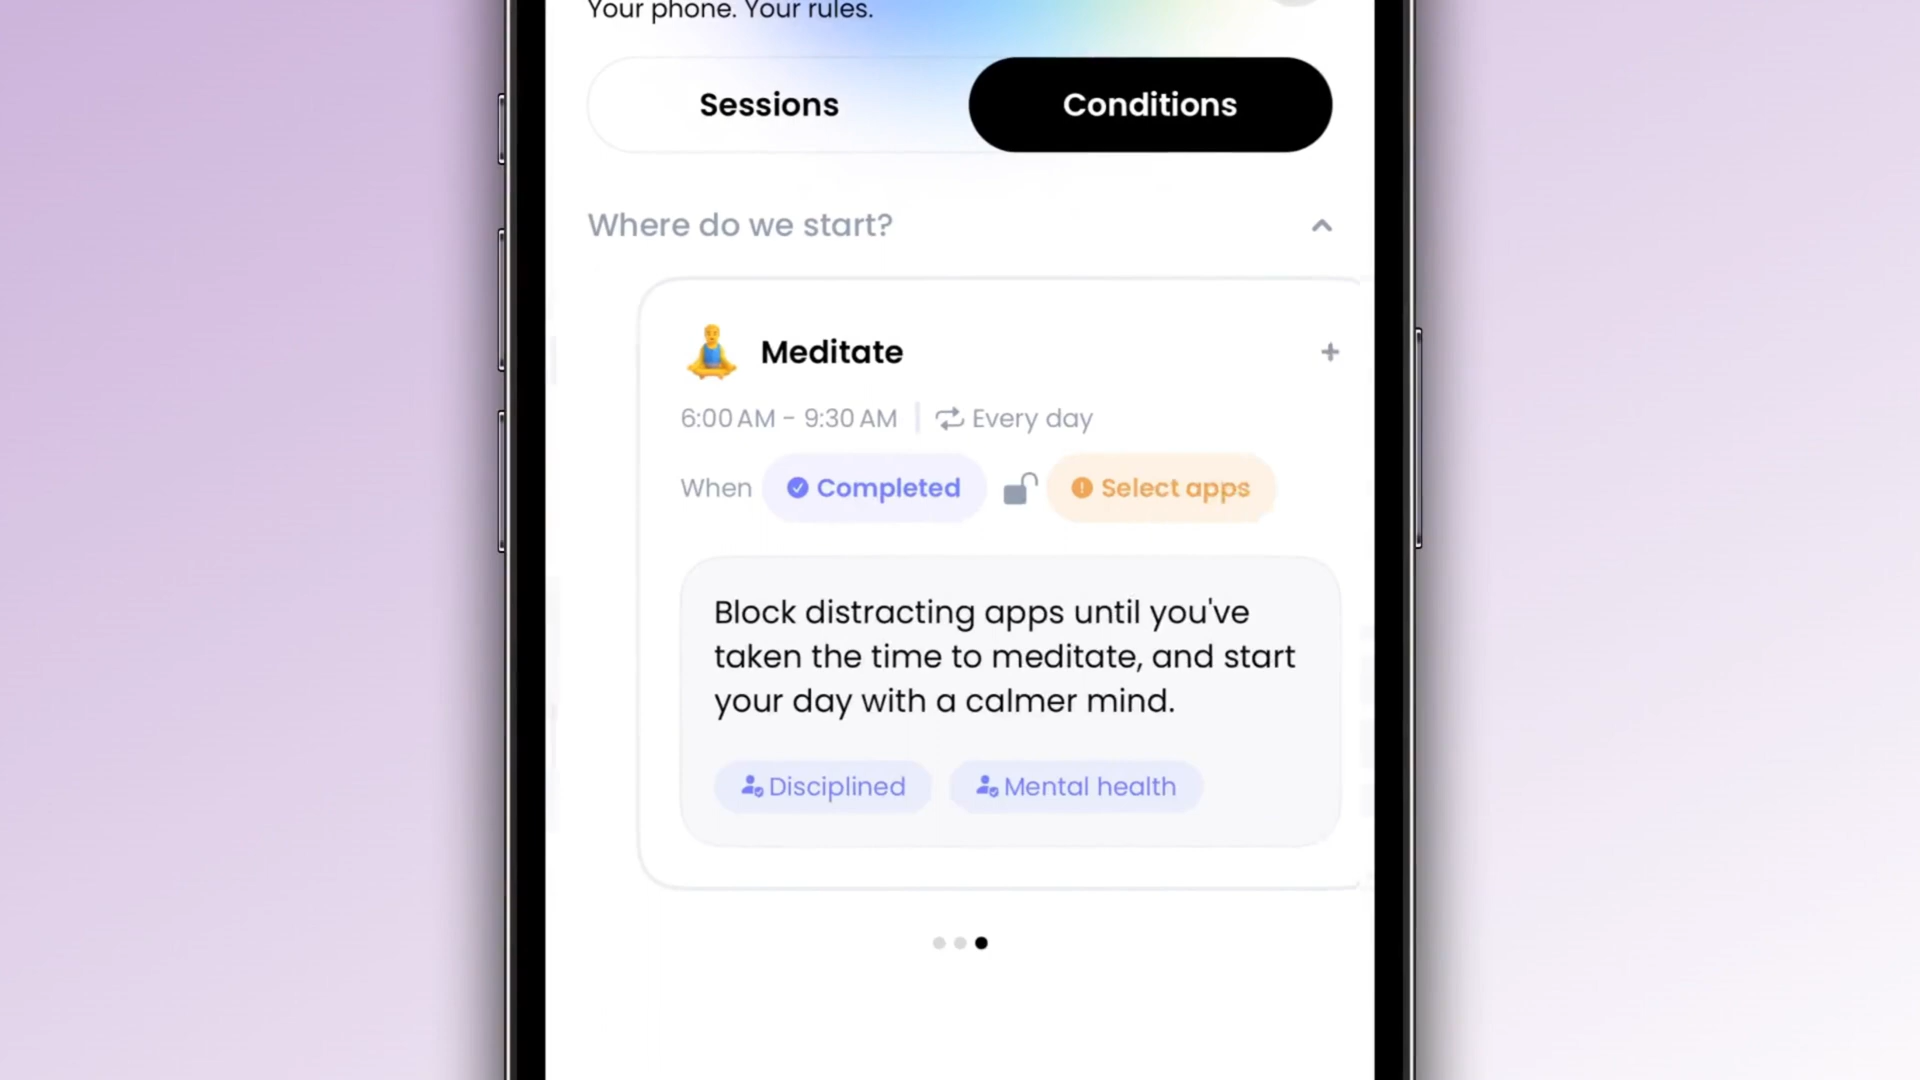 Your phone. Your rules.
Sessions
Conditions
Where do we start?
Meditate
6:00 AM - 9:30 AM
Every day
When Completed Select apps
Block distracting apps until you've
taken the time to meditate, and start
your day with a calmer mind.
Disciplined
Mental health